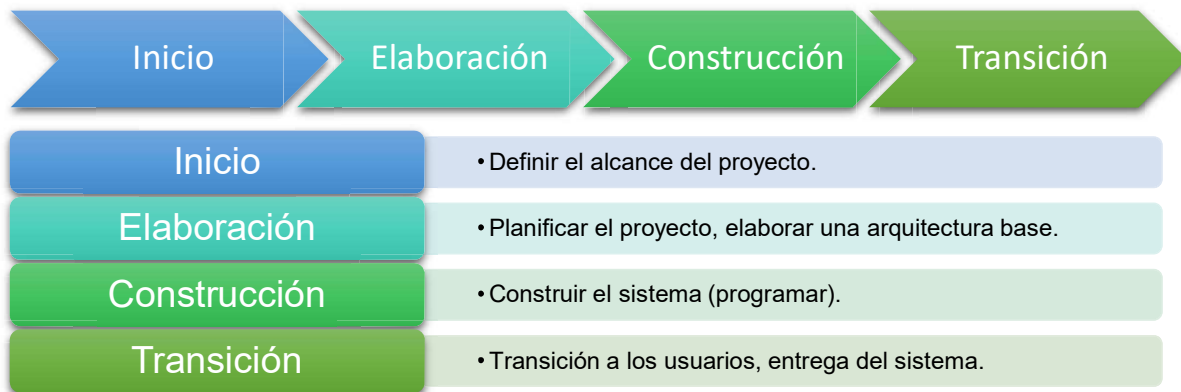 Inicio
Elaboración
Construcción
Transición
Inicio
• Definir el alcance del proyecto.
Elaboración
• Planificar el proyecto, elaborar una arquitectura base.
Construcción
• Construir el sistema (programar).
Transición
• Transición a los usuarios, entrega del sistema.